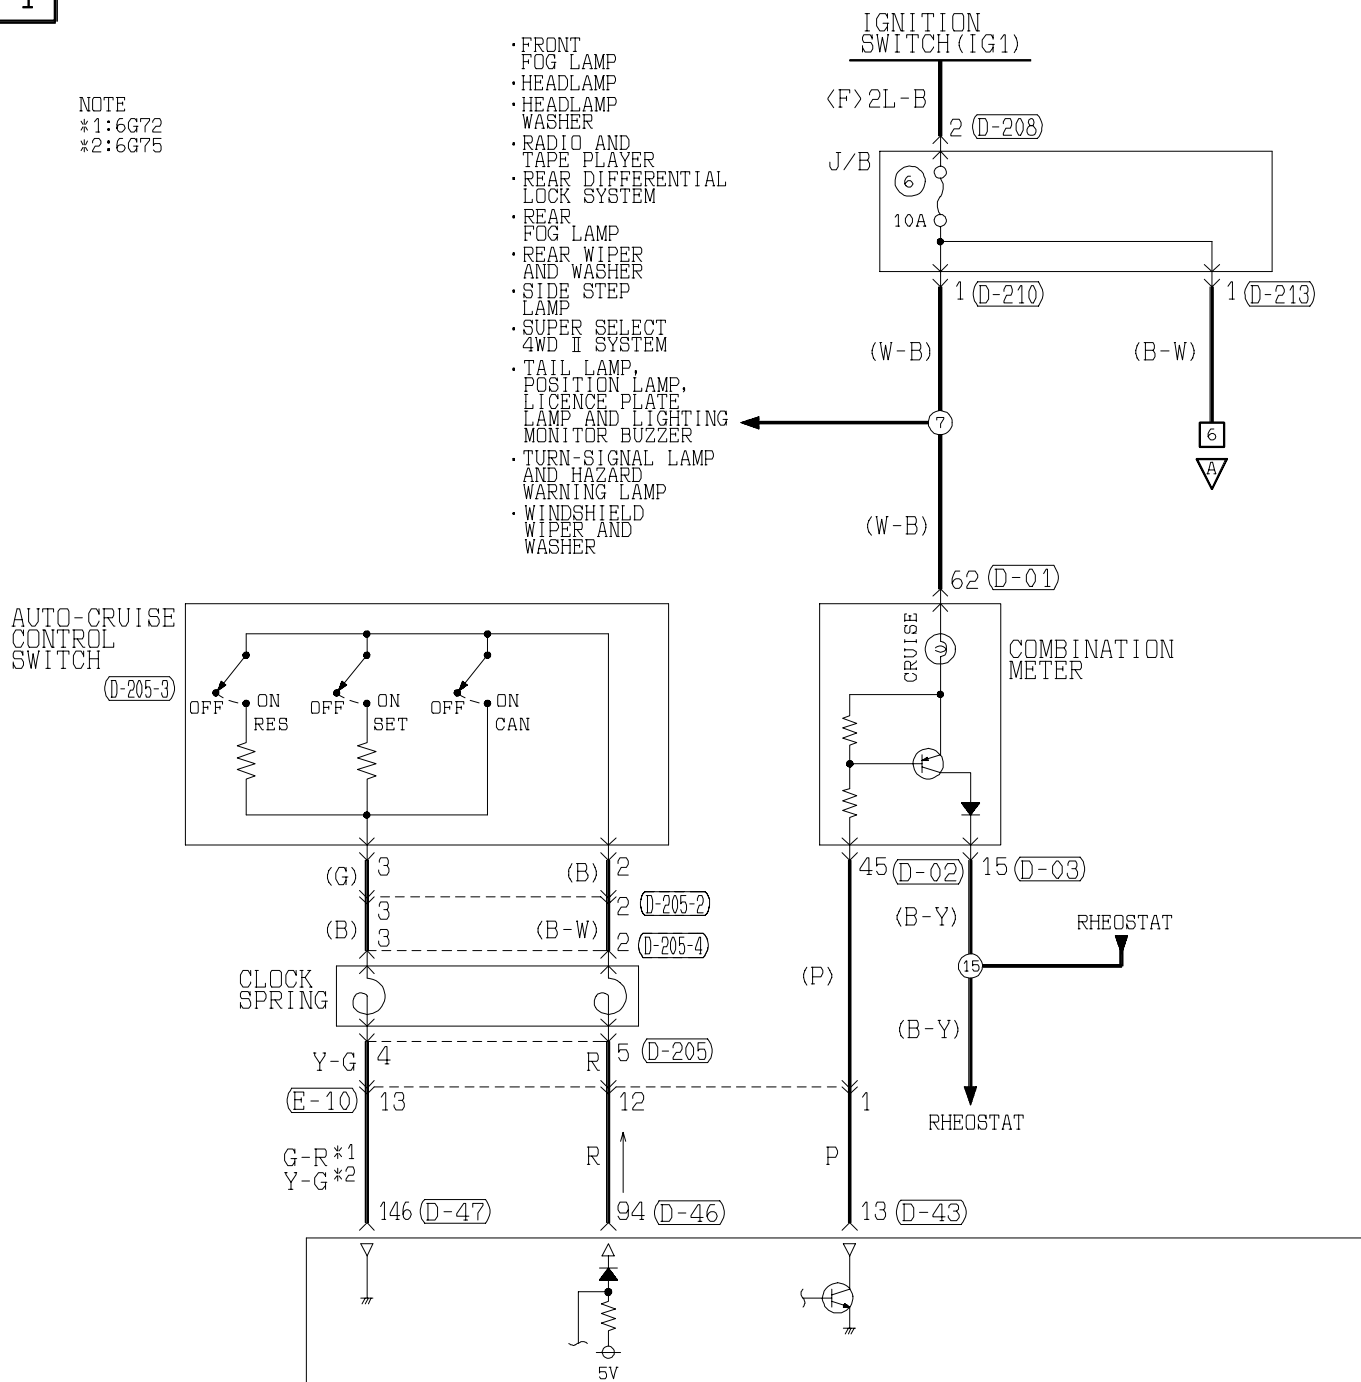 1
NOTE
*1:6G72
*2:6G75
·FRONT
FOG LAMP
·HEADLAMP
·HEADLAMP
WASHER
·RADIO AND
TAPE PLAYER
·REAR DIFFERENTIAL
LOCK SYSTEM
·REAR
FOG LAMP
·REAR WIPER
AND WASHER
·SIDE STEP
LAMP
·SUPER SELECT
4WD Ⅱ SYSTEM
·TAIL LAMP,
POSITION LAMP,
LICENCE PLATE
LAMP AND LIGHTING
MONITOR BUZZER
·TURN-SIGNAL LAMP
AND HAZARD
WARNING LAMP
·WINDSHIELD
WIPER AND
WASHER
IGNITION
SWITCH(IG1)
<F>2L-B
2 (D-208)
J/B
6
10A
1 (D-210)
1 (D-213)
(W-B)
(B-W)
7
6
A
(W-B)
62 (D-01)
AUTO-CRUISE
CONTROL
SWITCH
(D-205-3)
OFF ON
RES
OFF ON
SET
OFF ON
CAN
CRUISE
COMBINATION
METER
(G) 3
(B) 2
45 (D-02)
15 (D-03)
3
2 (D-205-2)
(B) 3
(B-W) 2 (D-205-4)
(B-Y)
RHEOSTAT
15
CLOCK
SPRING
(P)
(B-Y)
Y-G 4
R 5 (D-205)
(E-10) 13
12
1
RHEOSTAT
G-R*1
Y-G*2
R
P
146 (D-47)
94 (D-46)
13 (D-43)
5V